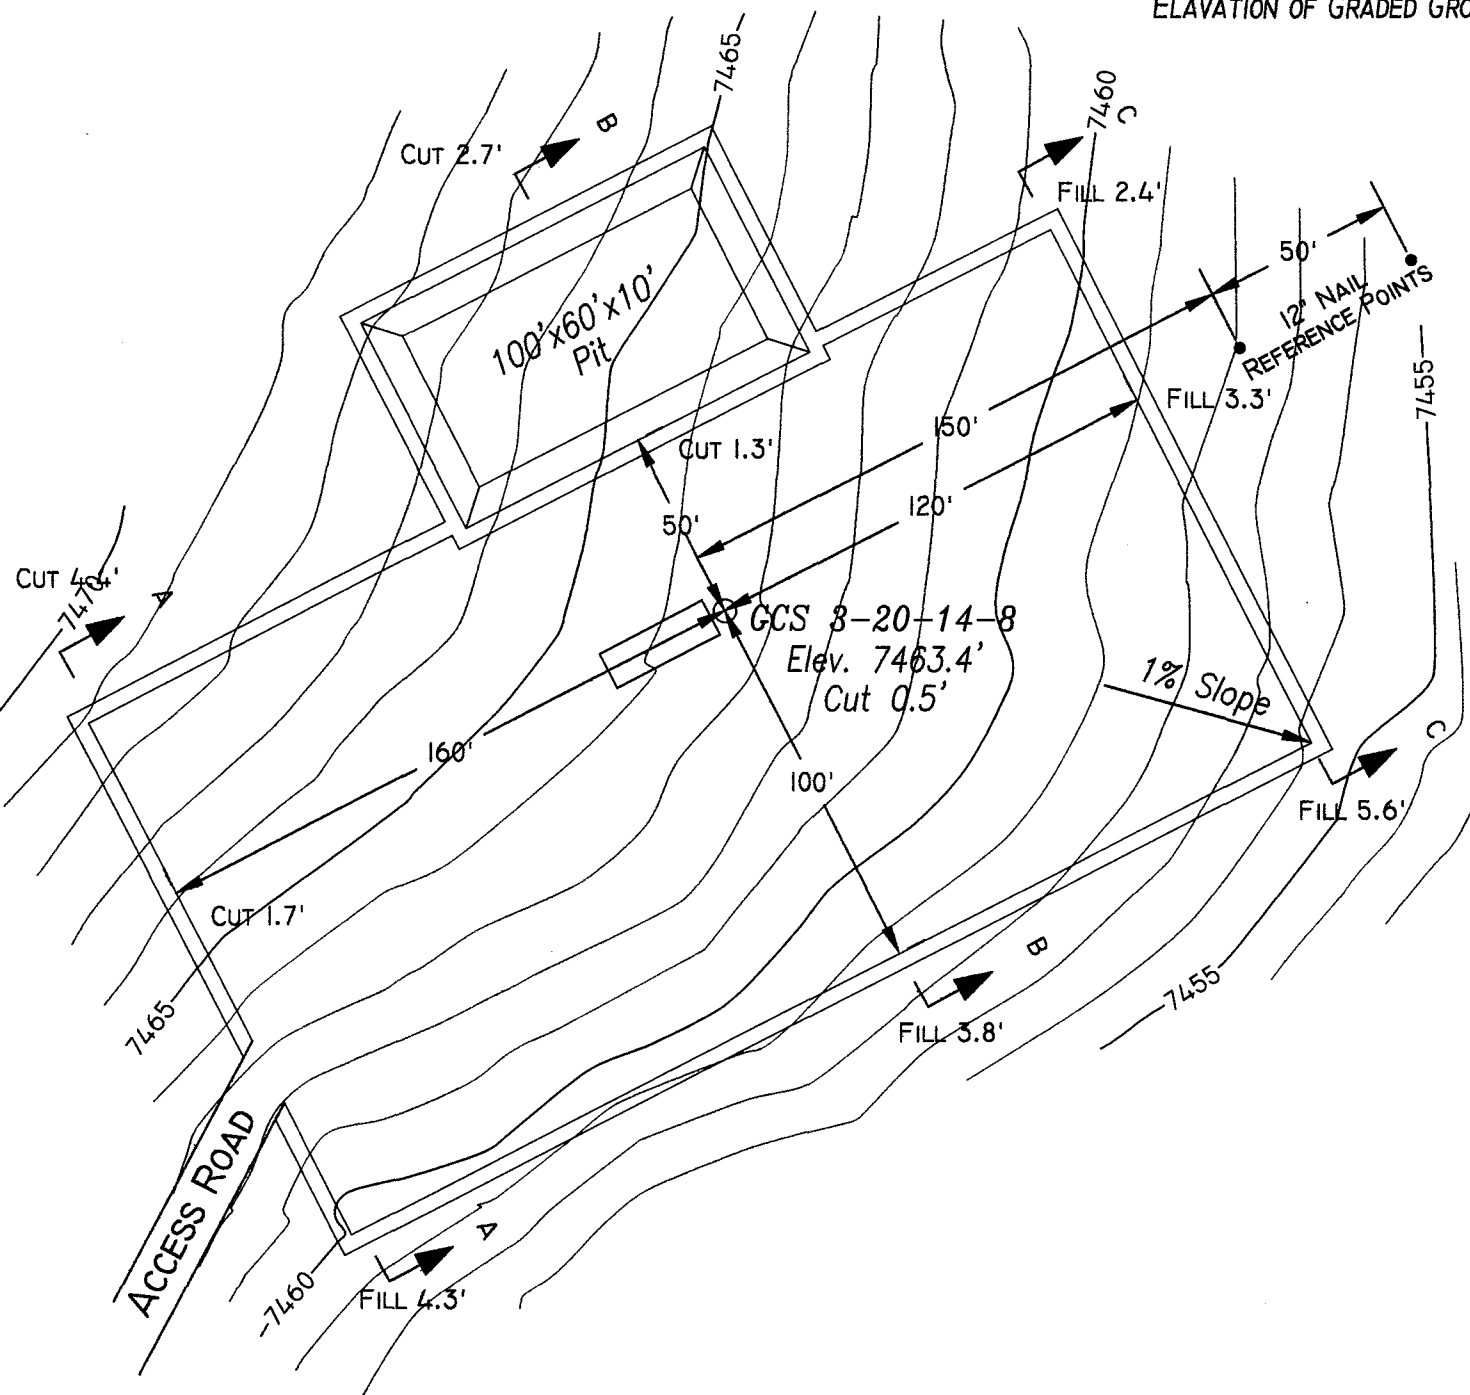 ELAVATION OF GRADED GRO
7465
7460
C
B
CUT 2.7'
FILL 2.4'
50'
12" NAIL
REFERENCE POINTS
100'x60'x10'
Pit
7455
FILL 3.3'
150'
CUT 1.3'
120'
50'
CUT 4.4'
7470
A
GCS 3-20-14-8
Elev. 7463.4'
Cut 0.5'
1% Slope
160'
100'
C
FILL 5.6'
CUT 1.7'
B
7455
7465
FILL 3.8'
ACCESS ROAD
A
7460
FILL 4.3'